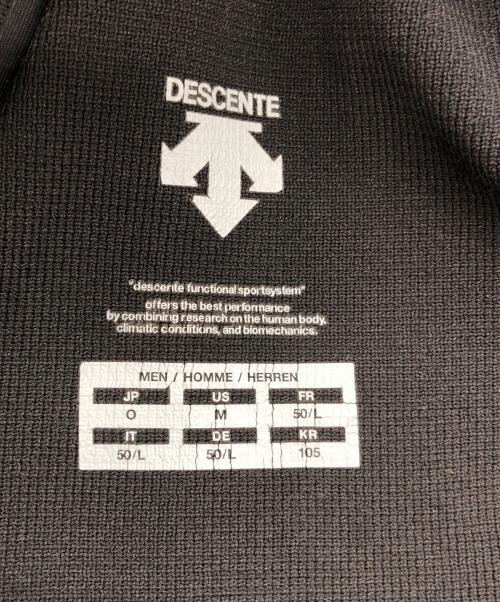 DESCENTE
"descente functional sportsystem"
offers the best performance
by combining research on the human body,
climatic conditions, and biomechanics.
MEN / HOMME / HERREN
JP US FR
O M 50/L
IT DE KR
50/L 50/L 105